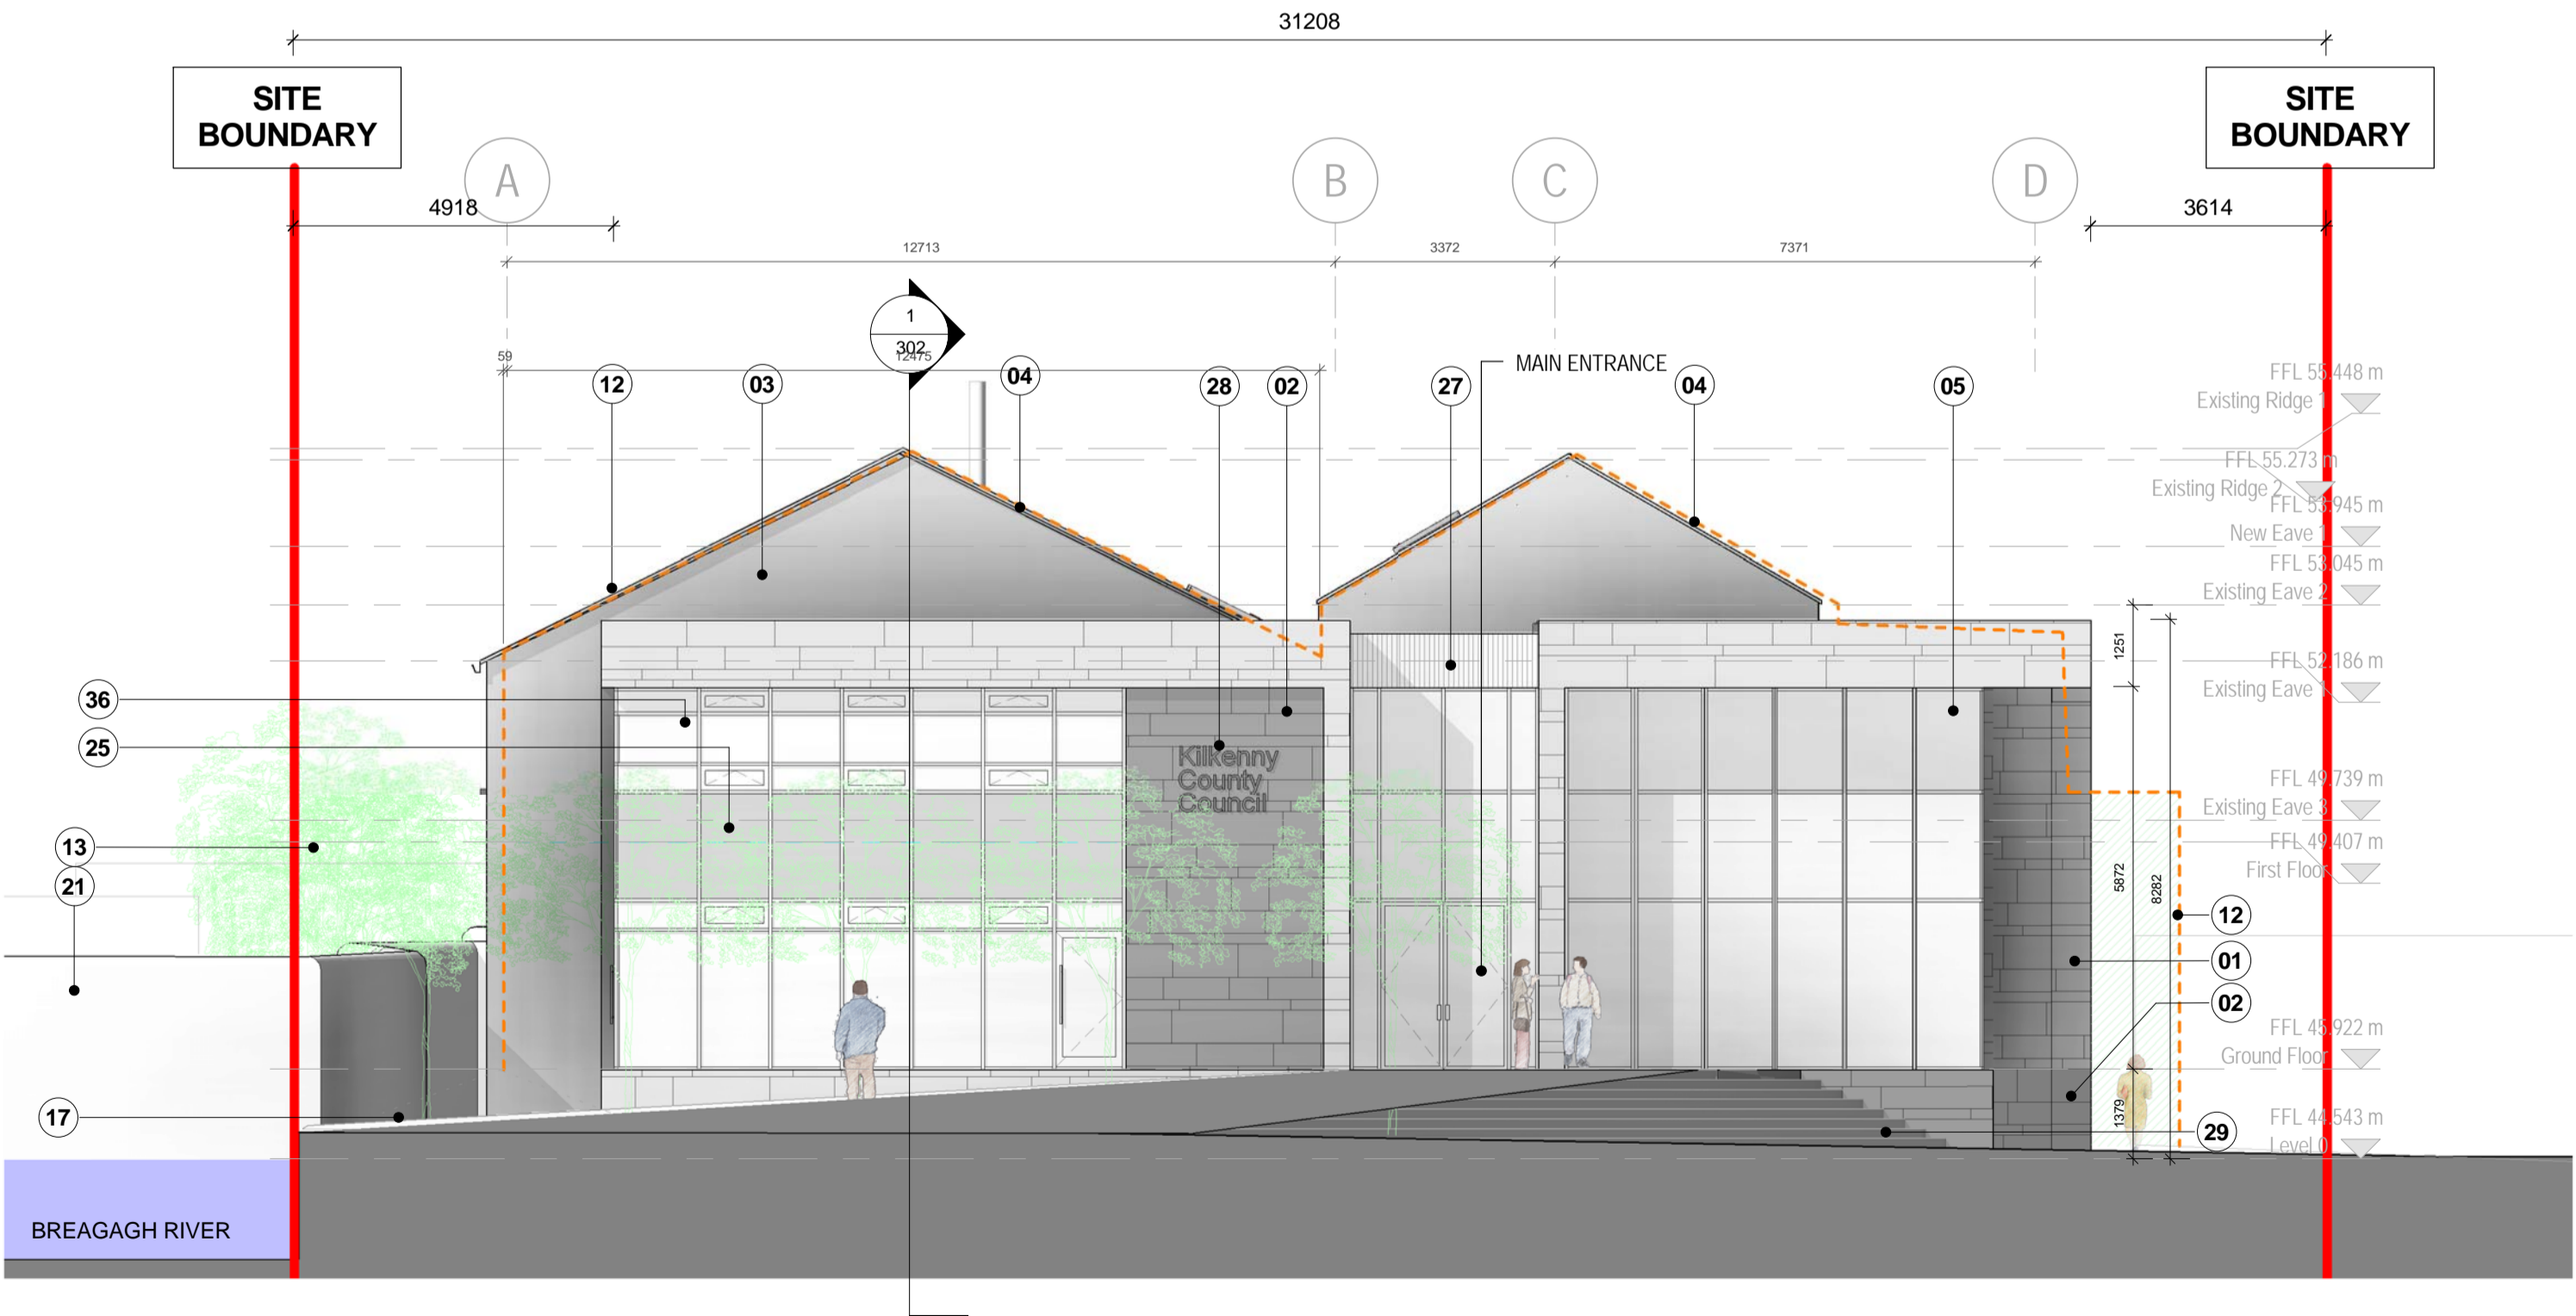 31208
SITE
BOUNDARY
SITE
BOUNDARY
A
B
C
D
4918
3614
12713
3372
7371
1
302
59
12475
12
03
04
28
02
27
MAIN ENTRANCE
04
05
FFL 55.448 m
Existing Ridge 1
FFL 55.273 m
Existing Ridge 2
FFL 53.945 m
New Eave 1
FFL 53.045 m
Existing Eave 2
1251
FFL 52.186 m
Existing Eave 1
36
25
Kilkenny
County
Council
FFL 49.739 m
Existing Eave 3
13
FFL 49.407 m
First Floor
21
5872
8282
12
01
02
FFL 45.922 m
Ground Floor
17
1379
FFL 44.543 m
29
Level 0
BREAGAGH RIVER